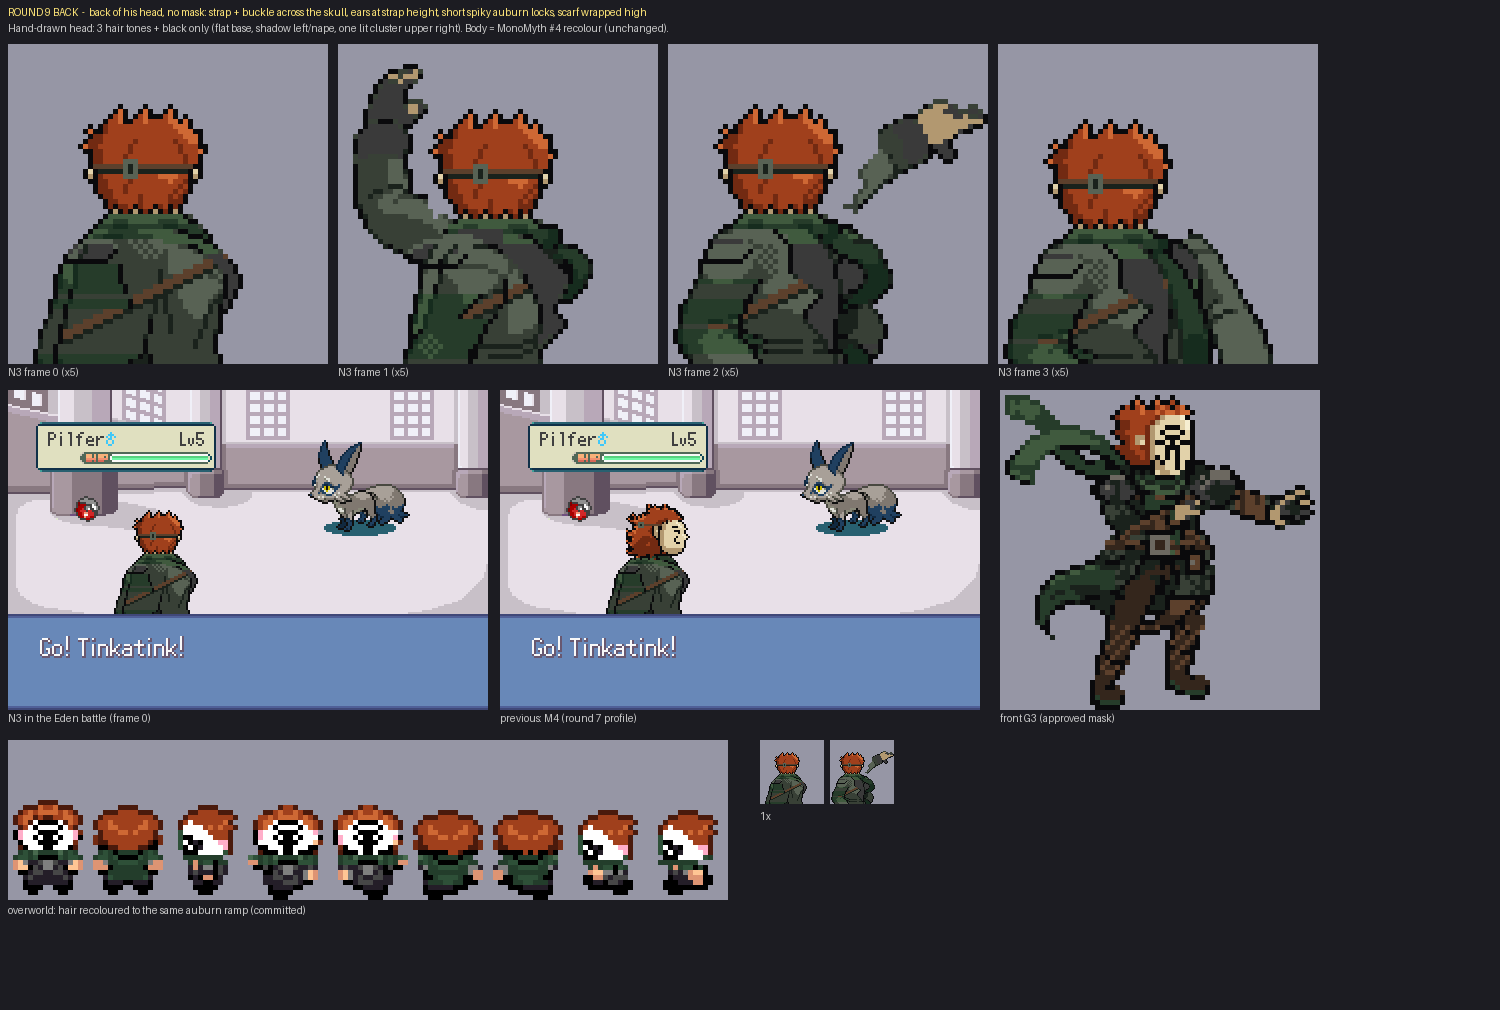 ROUND 9 BACK - back of his head, no mask: strap + buckle across the skull, ears at strap height, short spiky auburn locks, scarf wrapped high
Hand-drawn head: 3 hair tones + black only (flat base, shadow left/nape, one lit cluster upper right). Body = MonoMyth #4 recolour (unchanged).
N3 frame 0 (x5)
N3 frame 1 (x5)
N3 frame 2 (x5)
N3 frame 3 (x5)
Pilfer♂ Lv5
Go! Tinkatink!
Pilfer♂ Lv5
Go! Tinkatink!
N3 in the Eden battle (frame 0)
previous: M4 (round 7 profile)
front G3 (approved mask)
1x
overworld: hair recoloured to the same auburn ramp (committed)